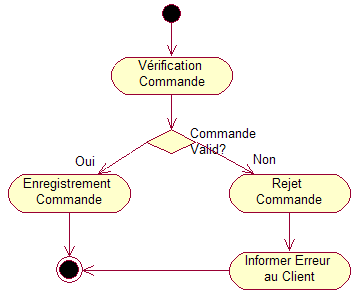 Vérification
Commande
Commande
Valid?
Oui
Non
Enregistrement
Commande
Rejet
Commande
Informer Erreur
au Client